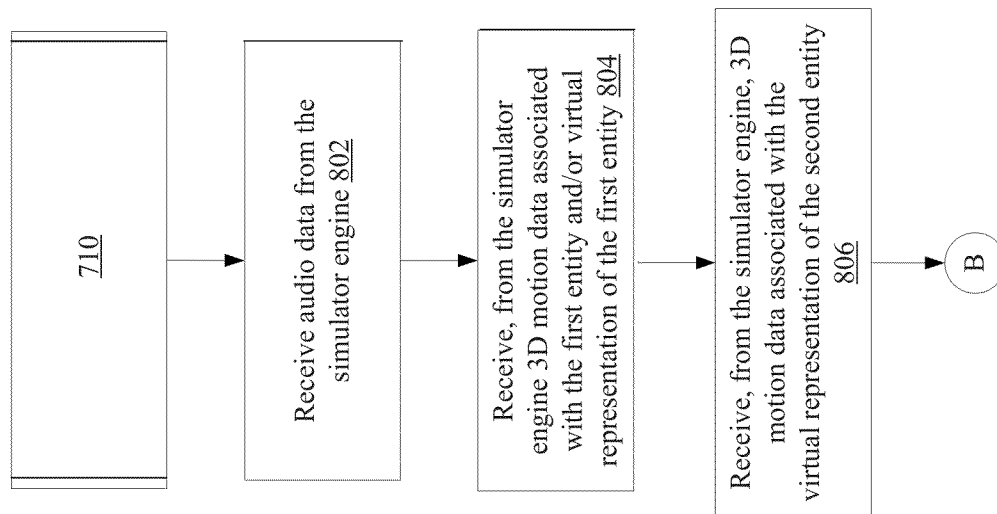 710
Receive audio data from the
simulator engine 802
Receive, from the simulator
engine 3D motion data associated
with the first entity and/or virtual
representation of the first entity 804
Receive, from the simulator engine, 3D
motion data associated with the
virtual representation of the second entity
806
B